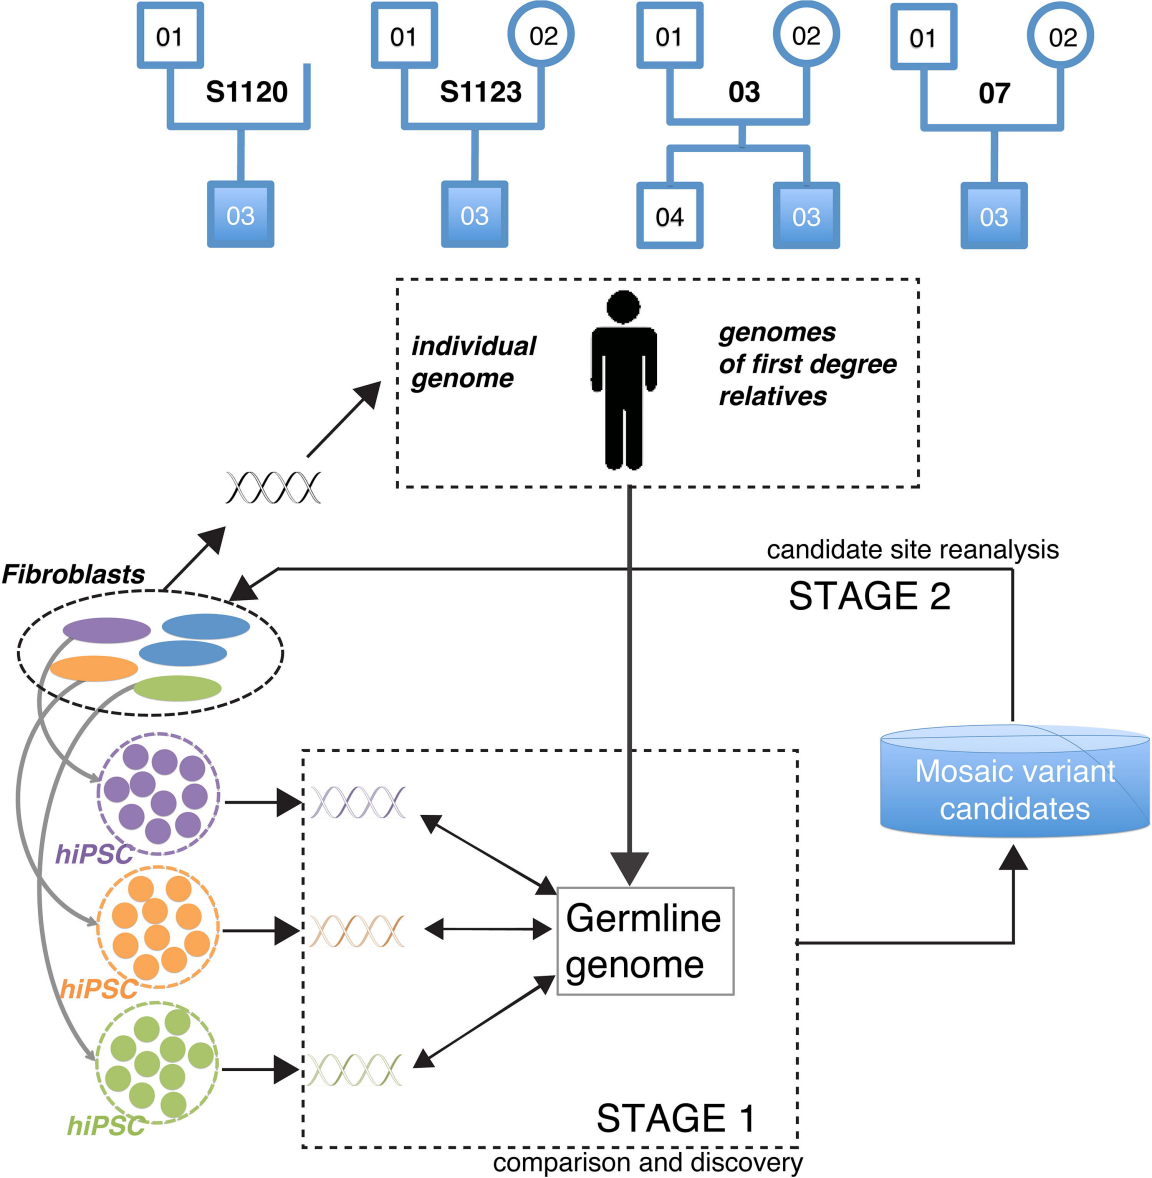 01
01
02
01
02
01
02
S1120
S1123
03
07
03
03
04
03
03
individual
genome
genomes
of first degree
relatives
candidate site reanalysis
STAGE 2
Fibroblasts
Mosaic variant
candidates
hiPSC
Germline
genome
hiPSC
hiPSC
STAGE 1
comparison and discovery